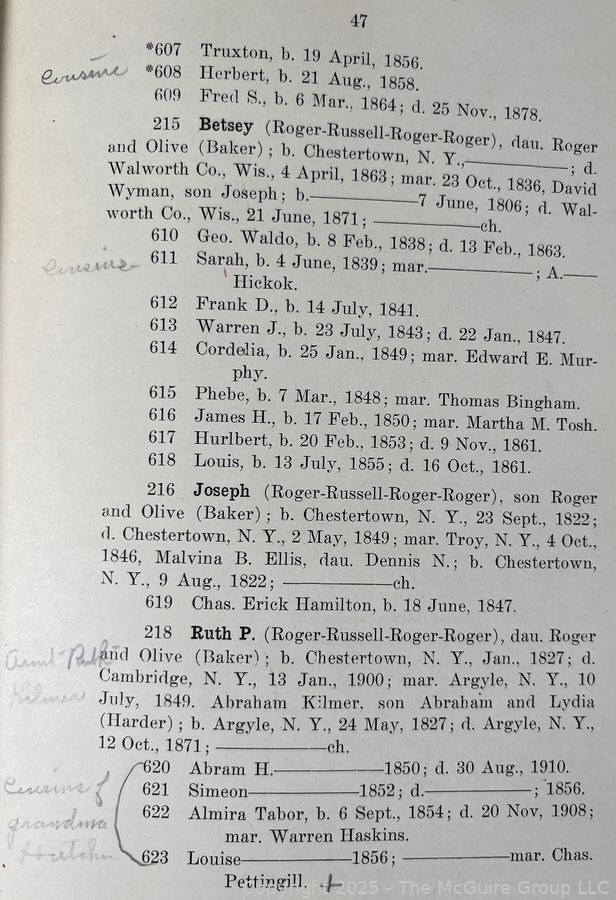 47
*607 Truxton, b. 19 April, 1856.
cousins *608 Herbert, b. 21 Aug., 1858.
609 Fred S., b. 6 Mar., 1864; d. 25 Nov., 1878.
215 Betsey (Roger-Russell-Roger-Roger), dau. Roger
and Olive (Baker); b. Chestertown, N. Y.,————; d.
Walworth Co., Wis., 4 April, 1863; mar. 23 Oct., 1836, David
Wyman, son Joseph; b.————7 June, 1806; d. Wal-
worth Co., Wis., 21 June, 1871; ————ch.
610 Geo. Waldo, b. 8 Feb., 1838; d. 13 Feb., 1863.
cousins 611 Sarah, b. 4 June, 1839; mar.————; A.——
Hickok.
612 Frank D., b. 14 July, 1841.
613 Warren J., b. 23 July, 1843; d. 22 Jan., 1847.
614 Cordelia, b. 25 Jan., 1849; mar. Edward E. Mur-
phy.
615 Phebe, b. 7 Mar., 1848; mar. Thomas Bingham.
616 James H., b. 17 Feb., 1850; mar. Martha M. Tosh.
617 Hurlbert, b. 20 Feb., 1853; d. 9 Nov., 1861.
618 Louis, b. 13 July, 1855; d. 16 Oct., 1861.
216 Joseph (Roger-Russell-Roger-Roger), son Roger
and Olive (Baker); b. Chestertown, N. Y., 23 Sept., 1822;
d. Chestertown, N. Y., 2 May, 1849; mar. Troy, N. Y., 4 Oct.,
1846, Malvina B. Ellis, dau. Dennis N.; b. Chestertown,
N. Y., 9 Aug., 1822; ————ch.
619 Chas. Erick Hamilton, b. 18 June, 1847.
218 Ruth P. (Roger-Russell-Roger-Roger), dau. Roger
Aunt Ruth and Olive (Baker); b. Chestertown, N. Y., Jan., 1827; d.
Cambridge, N. Y., 13 Jan., 1900; mar. Argyle, N. Y., 10
Kilmer July, 1849. Abraham Kilmer, son Abraham and Lydia
(Harder); b. Argyle, N. Y., 24 May, 1827; d. Argyle, N. Y.,
12 Oct., 1871; ————ch.
620 Abram H.————1850; d. 30 Aug., 1910.
Cousins of 621 Simeon————1852; d.————; 1856.
grandma 622 Almira Tabor, b. 6 Sept., 1854; d. 20 Nov, 1908;
mar. Warren Haskins.
623 Louise————1856; ————mar. Chas.
Pettingill. +
Copyright 2025 - The McGuire Group LLC